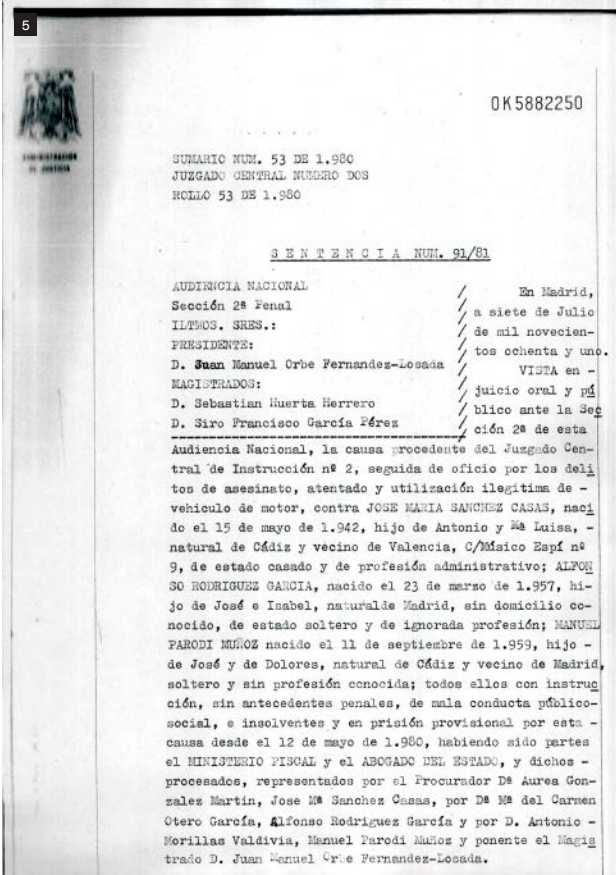 5
OK5882250
ADMINISTRACION
DE JUSTICIA
SUMARIO NUM. 53 DE 1.980
JUZGADO CENTRAL NUMERO DOS
ROLLO 53 DE 1.980
S E N T E N C I A NUM. 91/81
AUDIENCIA NACIONAL
Sección 2ª Penal
ILTMOS. SRES.:
PRESIDENTE:
D. Juan Manuel Orbe Fernandez-Losada
MAGISTRADOS:
D. Sebastian Huerta Herrero
D. Siro Francisco García Pérez
En Madrid,
a siete de Julio
de mil novecien-
tos ochenta y uno.
VISTA en -
juicio oral y pú
blico ante la Sec
ción 2ª de esta
Audiencia Nacional, la causa procedente del Juzgado Cen-
tral de Instrucción nº 2, seguida de oficio por los deli
tos de asesinato, atentado y utilización ilegitima de -
vehiculo de motor, contra JOSE MARIA SANCHEZ CASAS, naci
do el 15 de mayo de 1.942, hijo de Antonio y Mª Luisa, -
natural de Cádiz y vecino de Valencia, C/Músico Espí nº
9, de estado casado y de profesión administrativo; ALFON
SO RODRIGUEZ GARCIA, nacido el 23 de marzo de 1.957, hi-
jo de José e Isabel, naturalde Madrid, sin domicilio co-
nocido, de estado soltero y de ignorada profesión; MANUEL
PARODI MUÑOZ nacido el 11 de septiembre de 1.959, hijo -
de José y de Dolores, natural de Cádiz y vecino de Madrid,
soltero y sin profesión conocida; todos ellos con instruc
ción, sin antecedentes penales, de mala conducta público-
social, e insolventes y en prisión provisional por esta -
causa desde el 12 de mayo de 1.980, habiendo sido partes
el MINISTERIO FISCAL y el ABOGADO DEL ESTADO, y dichos -
procesados, representados por el Procurador Dª Aurea Gon-
zalez Martin, Jose Mª Sanchez Casas, por Dª Mª del Carmen
Otero García, Alfonso Rodriguez García y por D. Antonio -
Morillas Valdivia, Manuel Parodi Muñoz y ponente el Magis
trado D. Juan Manuel Orbe Fernandez-Losada.